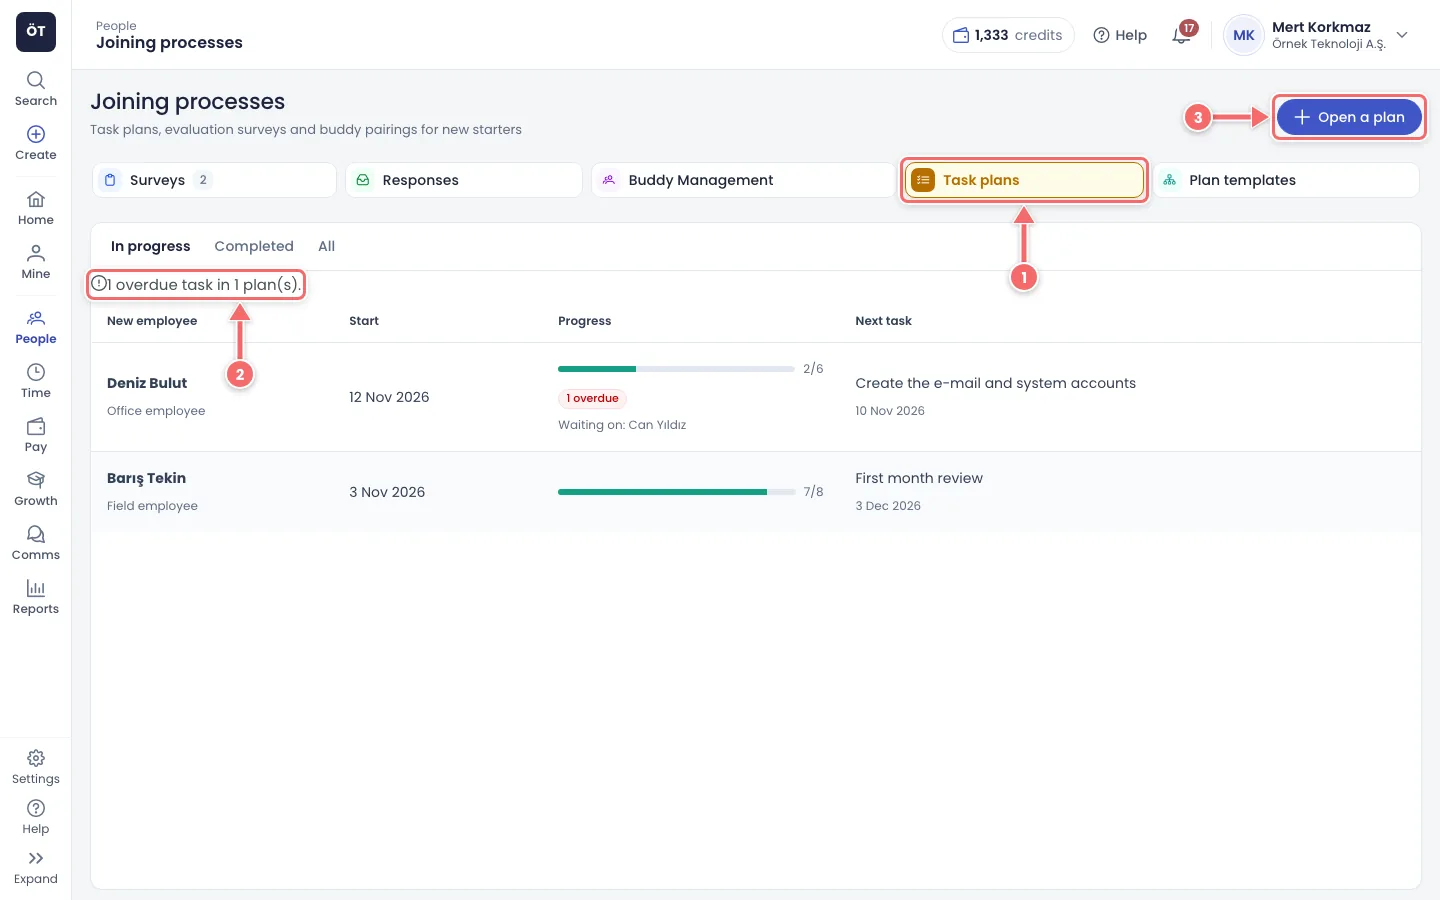 ÖT
Search
Create
Home
Mine
People
Time
Pay
Growth
Comms
Reports
Settings
Help
Expand
People
Joining processes
1,333 credits
Help
17
MK
Mert Korkmaz
Örnek Teknoloji A.Ş.
Joining processes
Task plans, evaluation surveys and buddy pairings for new starters
3
Open a plan
Surveys 2
Responses
Buddy Management
Task plans
Plan templates
1
In progress
Completed
All
1 overdue task in 1 plan(s).
2
New employee
Start
Progress
Next task
Deniz Bulut
Office employee
12 Nov 2026
2/6
1 overdue
Waiting on: Can Yıldız
Create the e-mail and system accounts
10 Nov 2026
Barış Tekin
Field employee
3 Nov 2026
7/8
First month review
3 Dec 2026